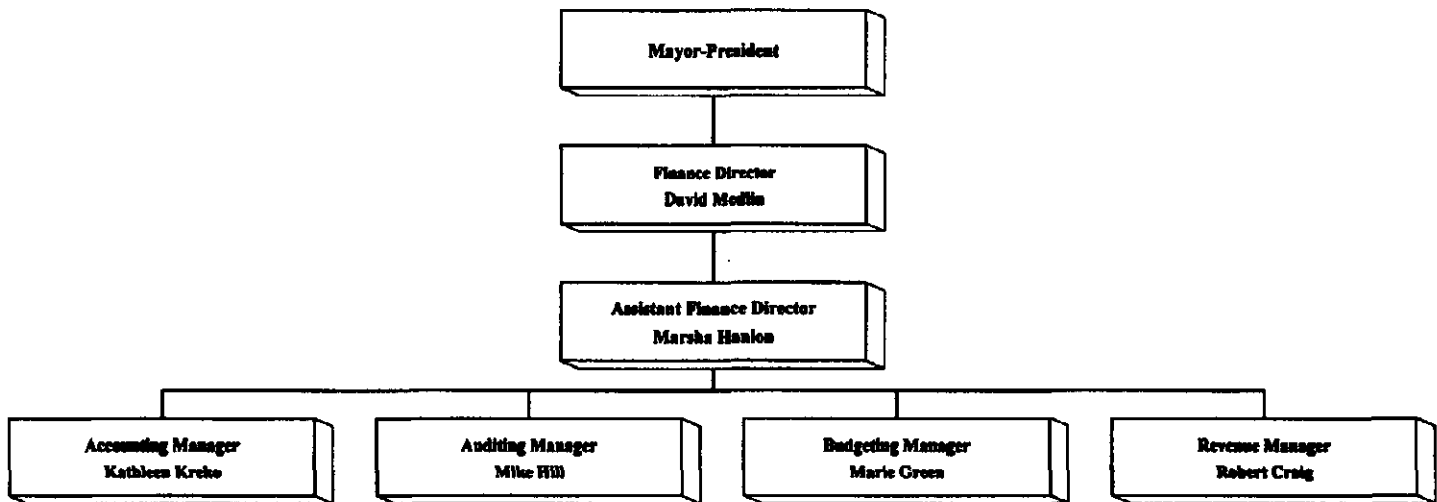 Mayor-President
Finance Director
David Medlin
Assistant Finance Director
Marsha Hanlon
Accounting Manager
Kathleen Kreko
Auditing Manager
Mike Hill
Budgeting Manager
Marie Green
Revenue Manager
Robert Craig